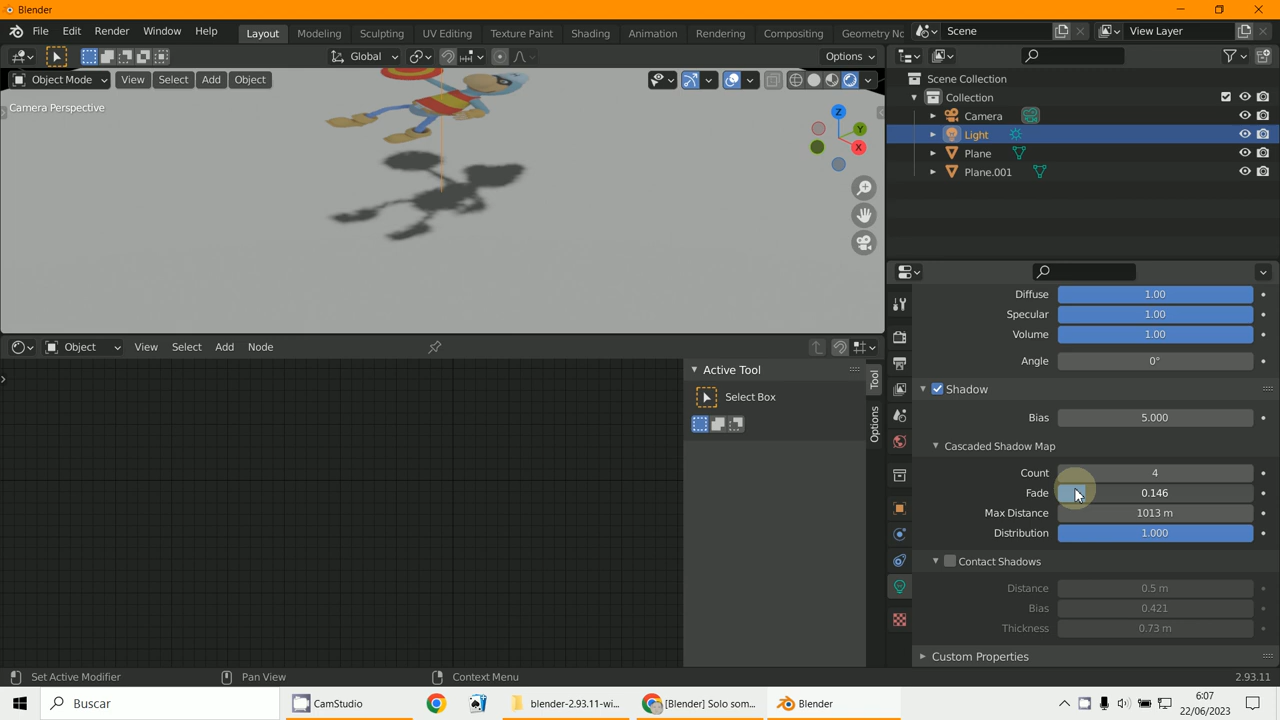 Blender
File Edit Render Window Help Layout Modeling Sculpting UV Editing Texture Paint Shading Animation Rendering Compositing Geometry No Scene View Layer
Global Options
Object Mode View Select Add Object
Camera Perspective
Z
Y
X
Scene Collection
Collection
Camera
Light
Plane
Plane.001
Diffuse 1.00
Specular 1.00
Volume 1.00
Angle 0°
Shadow
Bias 5.000
Cascaded Shadow Map
Count 4
Fade 0.146
Max Distance 1013 m
Distribution 1.000
Contact Shadows
Distance 0.5 m
Bias 0.421
Thickness 0.73 m
Custom Properties
Object View Select Add Node
Active Tool
Select Box
Tool
Options
Set Active Modifier Pan View Context Menu 2.93.11
Buscar CamStudio blender-2.93.11-wi... [Blender] Solo som... Blender
6:07
22/06/2023